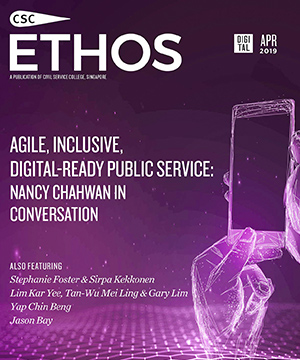 CSC
ETHOS
A PUBLICATION OF CIVIL SERVICE COLLEGE, SINGAPORE
DIGI
TAL
APR
2019
AGILE, INCLUSIVE,
DIGITAL-READY PUBLIC SERVICE:
NANCY CHAHWAN IN
CONVERSATION
ALSO FEATURING
Stephanie Foster & Sirpa Kekkonen
Lim Kar Yee, Tan-Wu Mei Ling & Gary Lim
Yap Chin Beng
Jason Bay